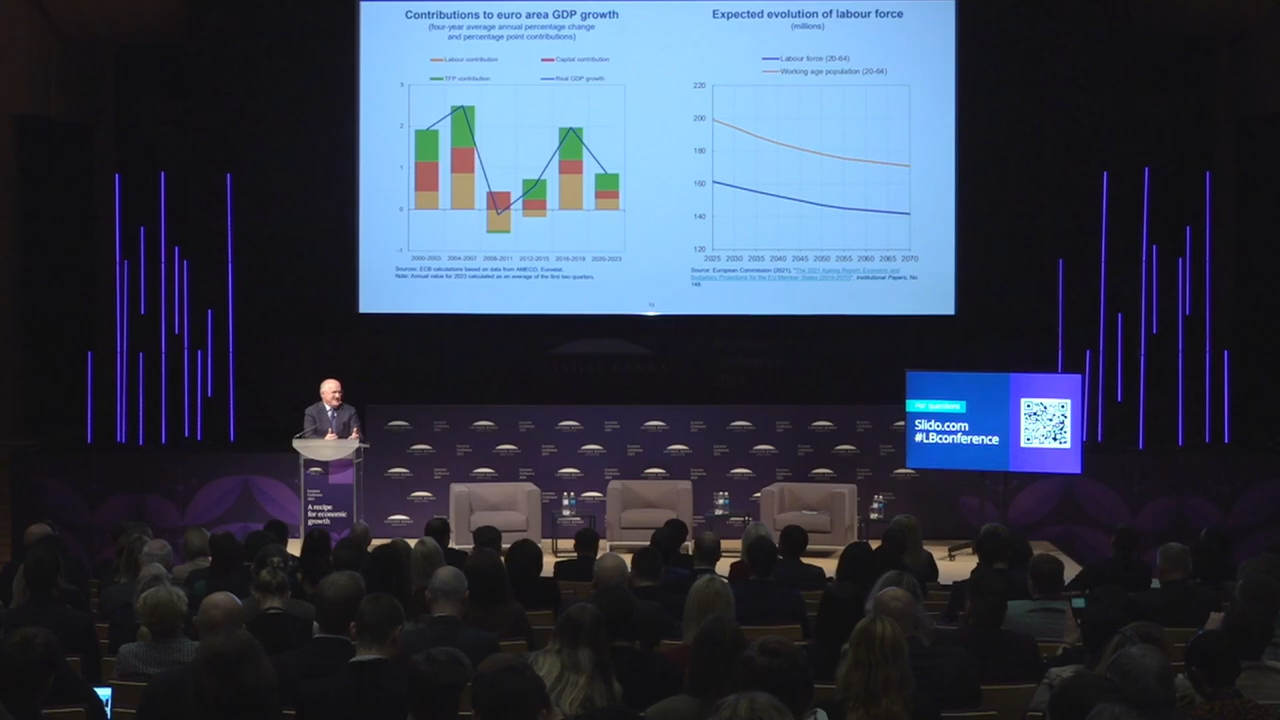 Contributions to euro area GDP growth
(four-year average annual percentage change
and percentage point contributions)
Labour contribution
Capital contribution
TFP contribution
Real GDP growth
3
2
1
0
-1
2000-2003
2004-2007
2008-2011
2012-2015
2016-2019
2020-2023
Sources: ECB calculations based on data from AMECO, Eurostat.
Note: Annual value for 2023 calculated as an average of the first two quarters.
Expected evolution of labour force
(millions)
Labour force (20-64)
Working age population (20-64)
220
200
180
160
140
120
2025 2030 2035 2040 2045 2050 2055 2060 2065 2070
Source: European Commission (2021), "The 2021 Ageing Report: Economic and
Budgetary Projections for the EU Member States (2019-2070)", Institutional Papers, No
148.
For questions
Slido.com
#LBconference
A recipe
for economic
growth